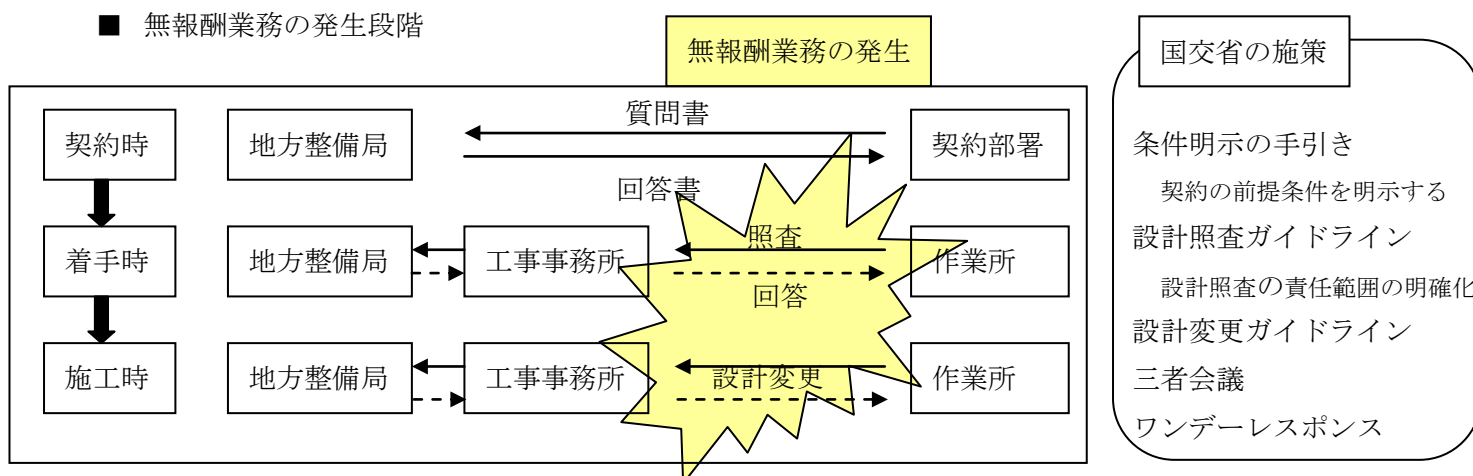 ■ 無報酬業務の発生段階
無報酬業務の発生
契約時
地方整備局
質問書
回答書
契約部署
着手時
地方整備局
工事事務所
照査
回答
作業所
施工時
地方整備局
工事事務所
設計変更
作業所
国交省の施策
条件明示の手引き
契約の前提条件を明示する
設計照査ガイドライン
設計照査の責任範囲の明確化
設計変更ガイドライン
三者会議
ワンデーレスポンス